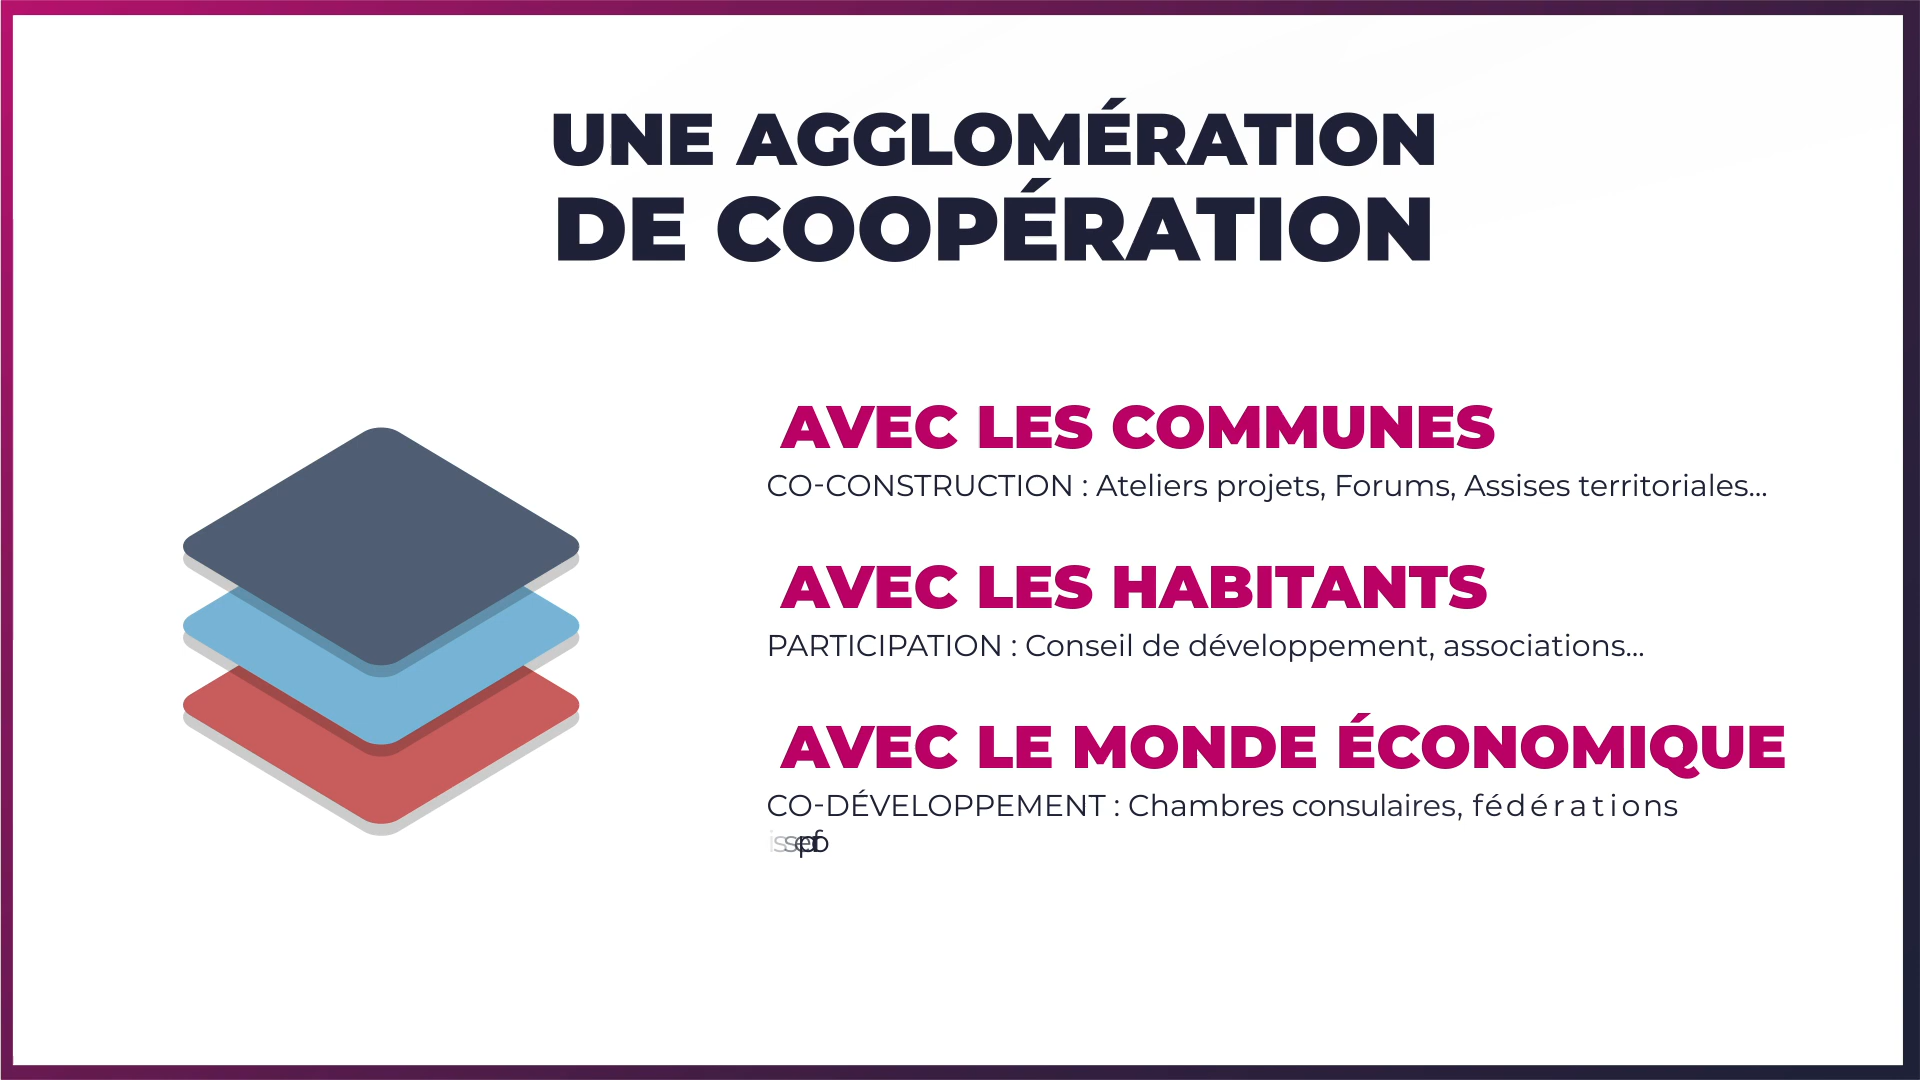 UNE AGGLOMÉRATION
DE COOPÉRATION
AVEC LES COMMUNES
CO-CONSTRUCTION : Ateliers projets, Forums, Assises territoriales...
AVEC LES HABITANTS
PARTICIPATION : Conseil de développement, associations...
AVEC LE MONDE ÉCONOMIQUE
CO-DÉVELOPPEMENT : Chambres consulaires, fédérations